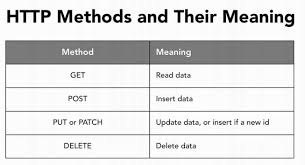 HTTP Methods and Their Meaning
Method Meaning
GET Read data
POST Insert data
PUT or PATCH Update data, or insert if a new id
DELETE Delete data